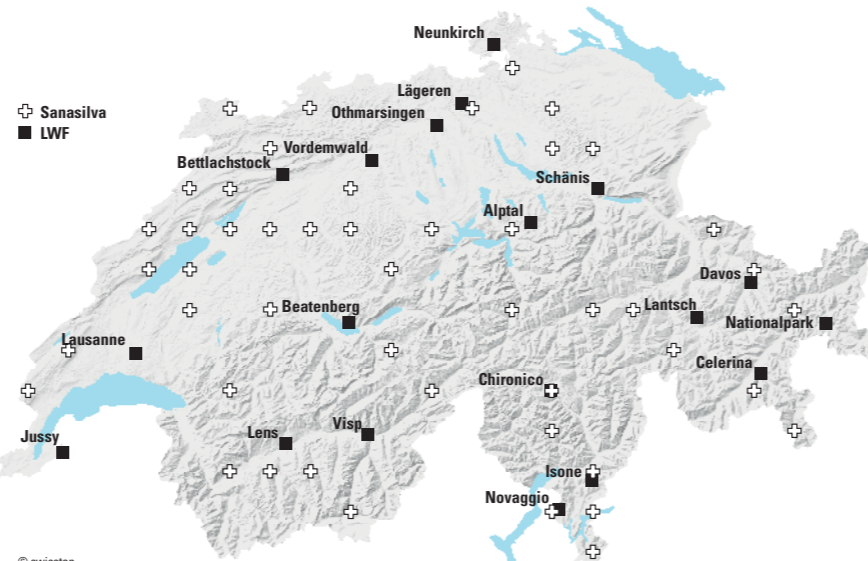 Neunkirch
Lägeren
Sanasilva
Othmarsingen
LWF
Vordemwald
Bettlachstock
Schänis
Alptal
Davos
Beatenberg
Lantsch
Nationalpark
Lausanne
Celerina
Chironico
Visp
Jussy
Lens
Isone
Novaggio